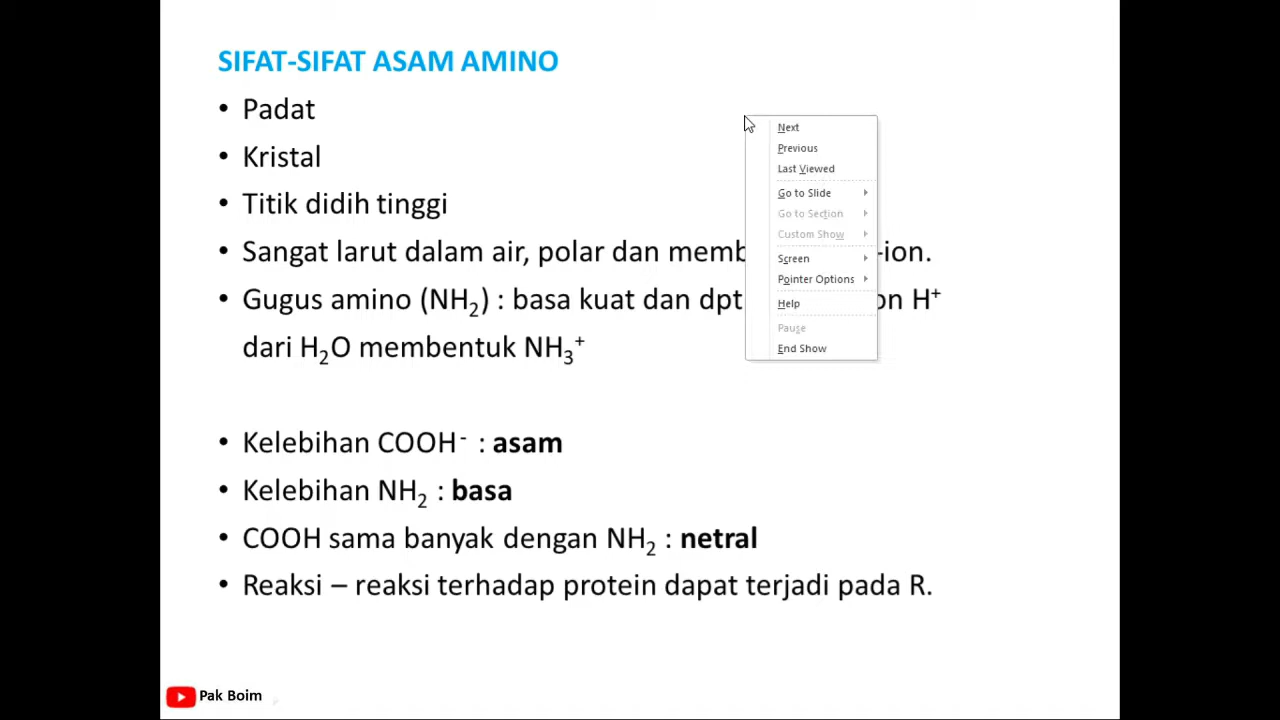 SIFAT-SIFAT ASAM AMINO
• Padat
• Kristal
• Titik didih tinggi
• Sangat larut dalam air, polar dan -ion.
• Gugus amino (NH₂) : basa kuat dan dpt H⁺
dari H₂O membentuk NH₃⁺
• Kelebihan COOH⁻ : asam
• Kelebihan NH₂ : basa
• COOH sama banyak dengan NH₂ : netral
• Reaksi – reaksi terhadap protein dapat terjadi pada R.
Next
Previous
Last Viewed
Go to Slide
Go to Section
Custom Show
Screen
Pointer Options
Help
Pause
End Show
Pak Boim